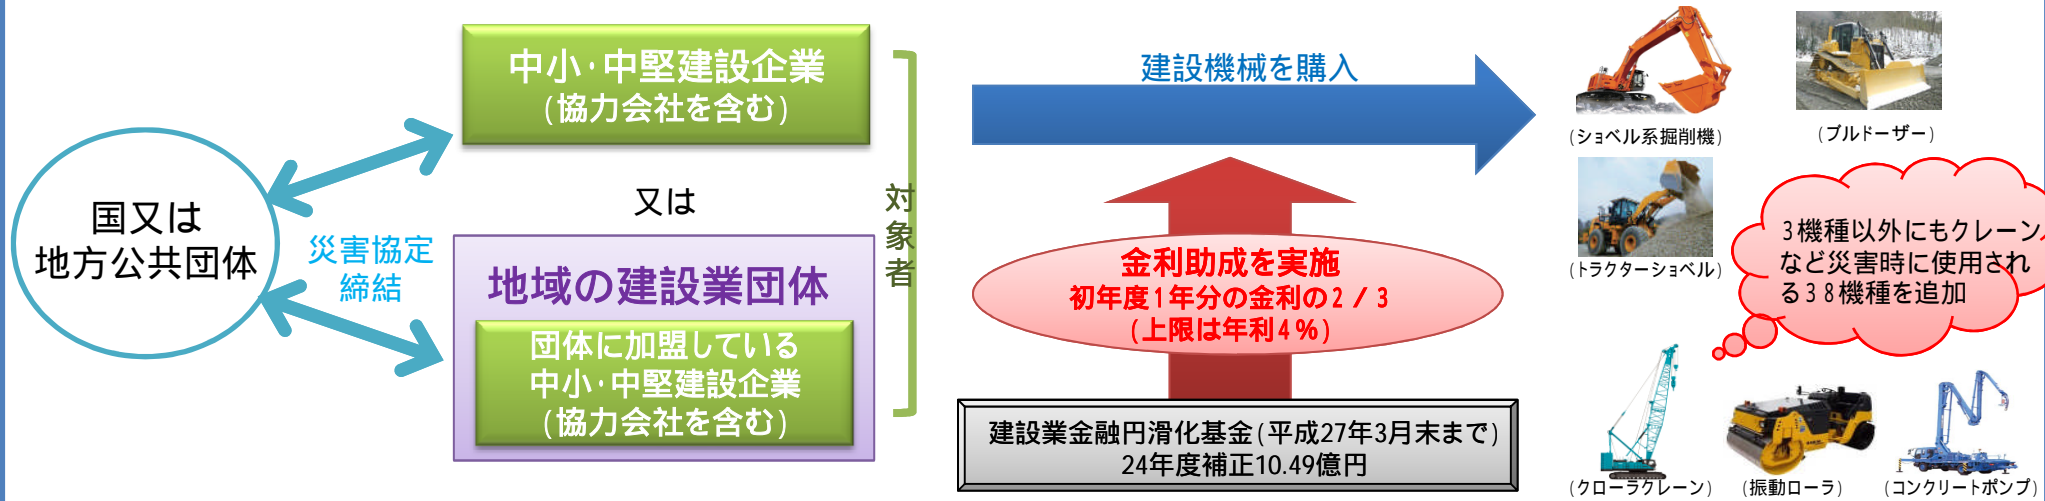 国又は
地方公共団体
災害協定
締結
中小・中堅建設企業
(協力会社を含む)
又は
地域の建設業団体
団体に加盟している
中小・中堅建設企業
(協力会社を含む)
対象者
建設機械を購入
金利助成を実施
初年度1年分の金利の2/3
(上限は年利4%)
建設業金融円滑化基金(平成27年3月末まで)
24年度補正10.49億円
(ショベル系掘削機)
(ブルドーザー)
(トラクターショベル)
3機種以外にもクレーン
など災害時に使用され
る38機種を追加
(クローラクレーン)
(振動ローラ)
(コンクリートポンプ)